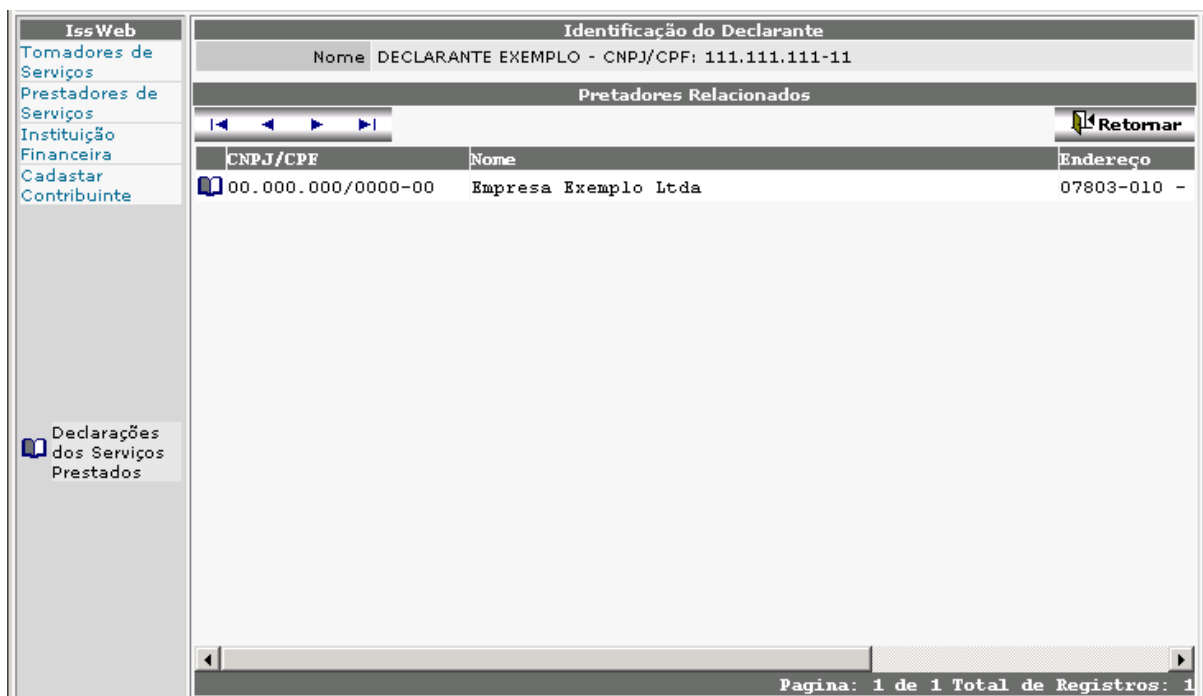 IssWeb
Tomadores de
Serviços
Prestadores de
Serviços
Instituição
Financeira
Cadastar
Contribuinte
Declarações
dos Serviços
Prestados
Identificação do Declarante
Nome DECLARANTE EXEMPLO - CNPJ/CPF: 111.111.111-11
Pretadores Relacionados
Retornar
CNPJ/CPF Nome Endereço
00.000.000/0000-00 Empresa Exemplo Ltda 07803-010 -
Pagina: 1 de 1 Total de Registros: 1